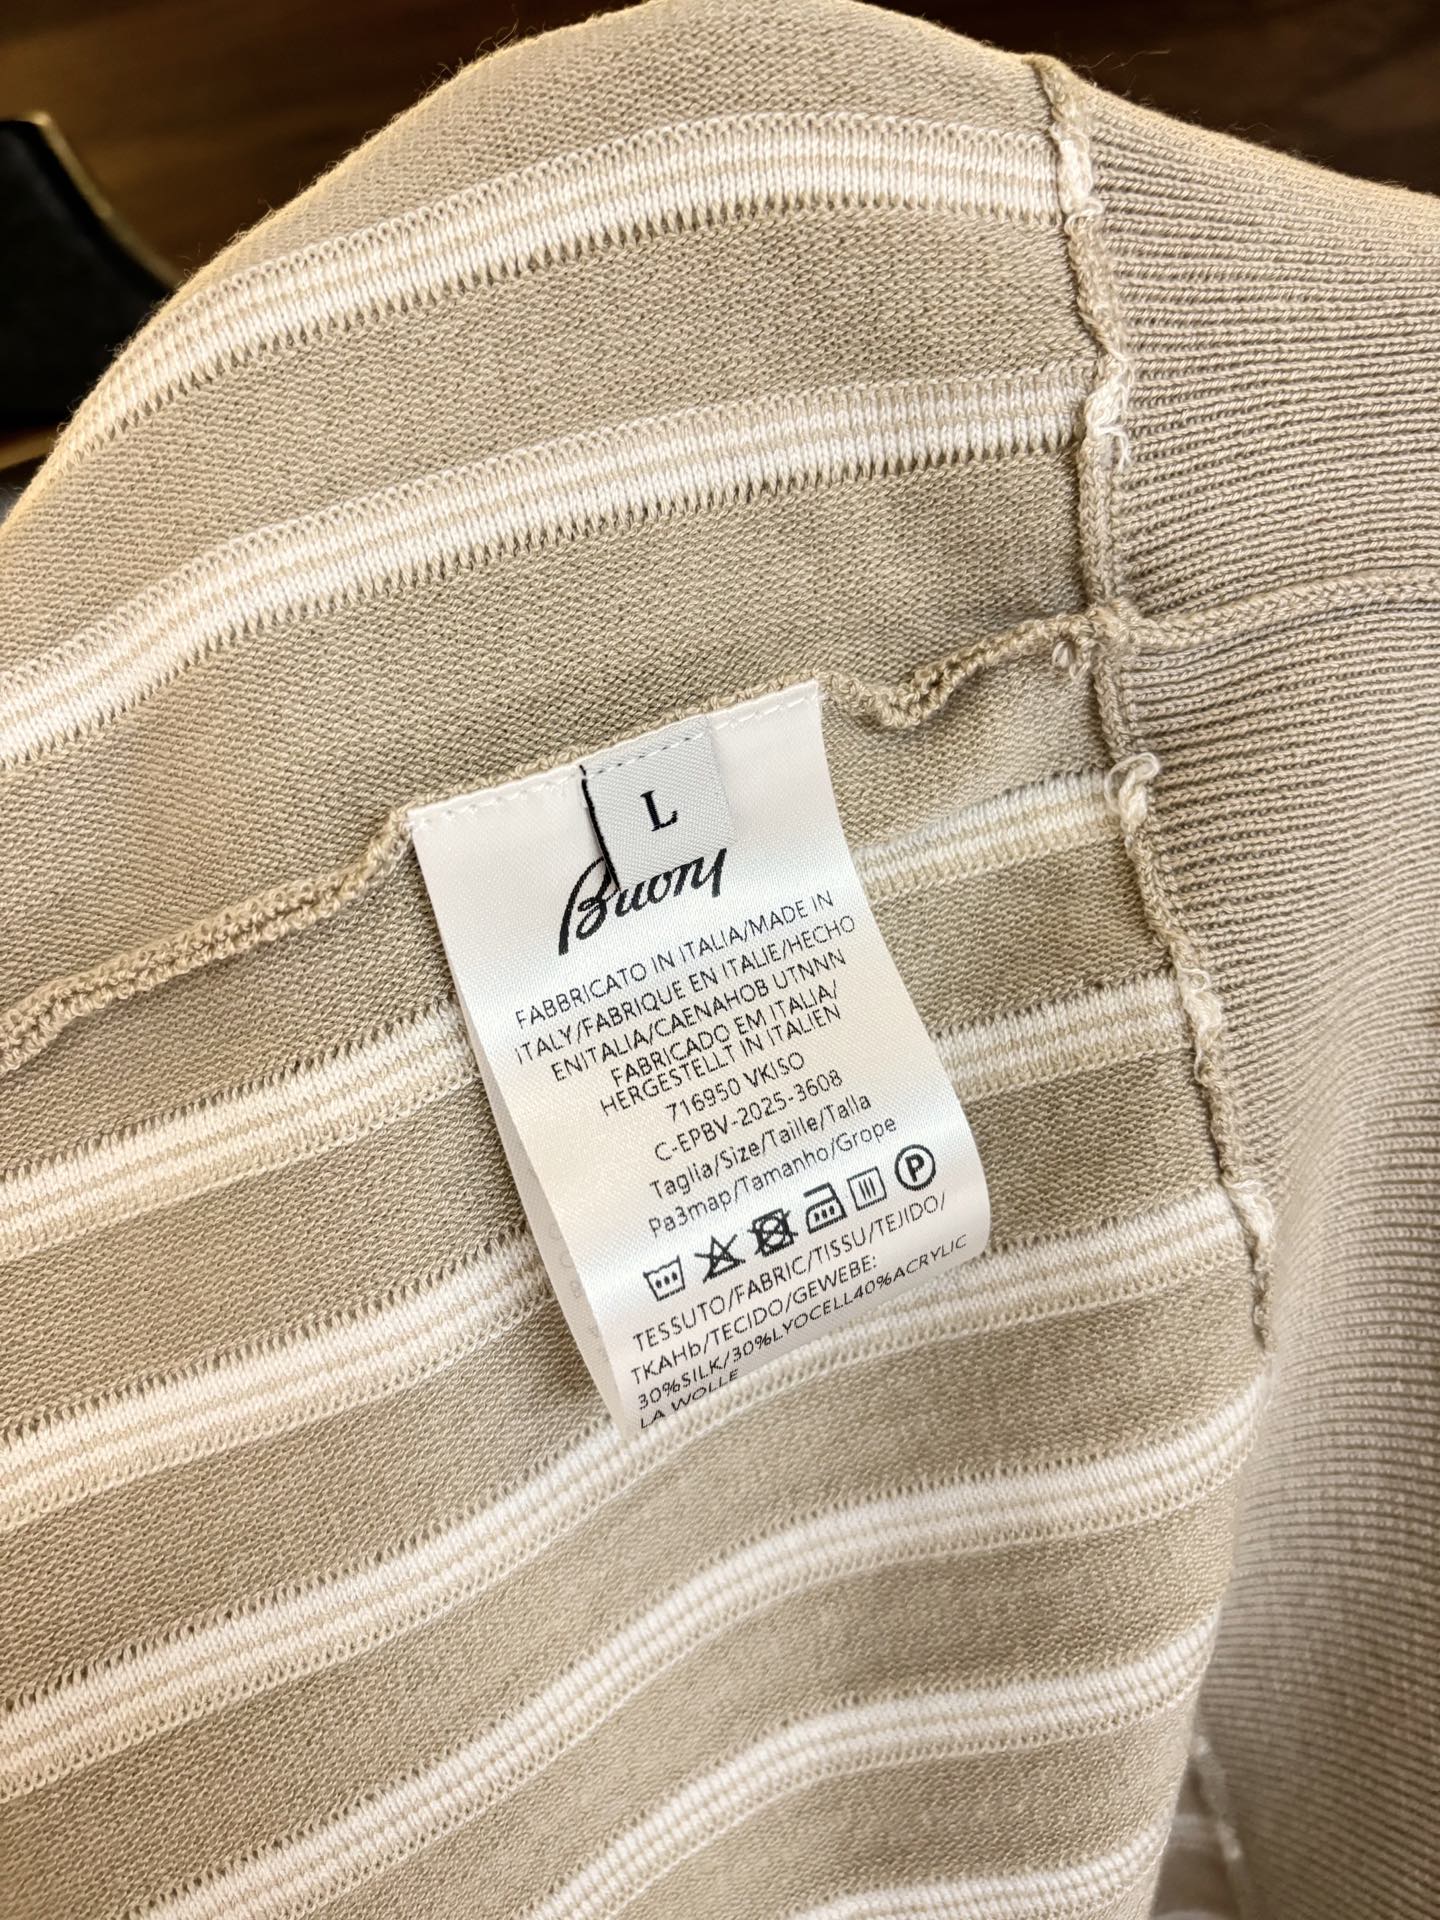 L
Buony
FABBRICATO IN ITALIA/MADE IN
ITALY/FABRIQUE EN ITALIE/HECHO
ENITALIA/CAENAHOB UTNNN
FABRICADO EM ITALIA/
HERGESTELLT IN ITALIEN
716950 VKISO
C-EPBV-2025-3608
Taglia/Size/Taille/Talla
Pa3map/Tamanho/Grope
P
TESSUTO/FABRIC/TISSU/TEJIDO/
TKAHb/TECIDO/GEWEBE:
30%SILK/30%LYOCELL40%ACRYLIC
LA WOLLE